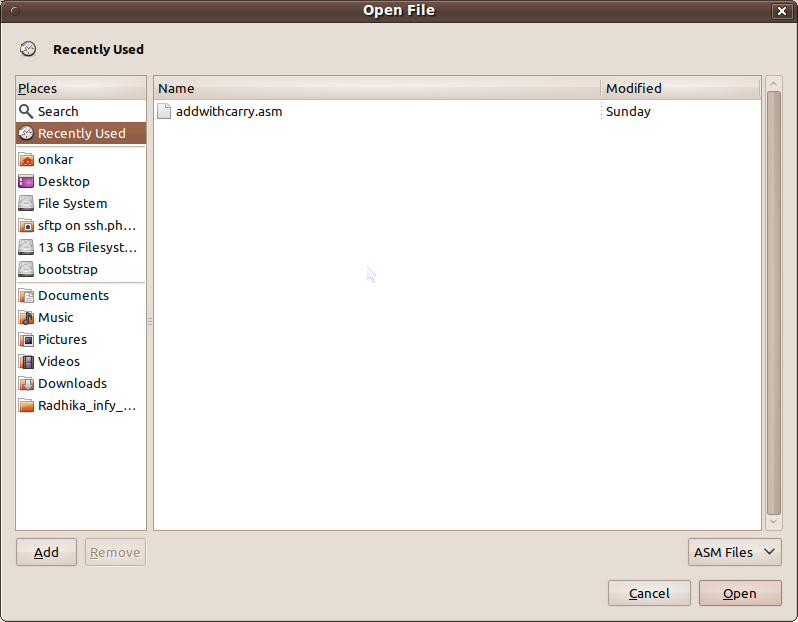 Open File
Recently Used
Places
Name Modified
Search
addwithcarry.asm Sunday
Recently Used
onkar
Desktop
File System
sftp on ssh.ph...
13 GB Filesyst...
bootstrap
Documents
Music
Pictures
Videos
Downloads
Radhika_infy_...
Add Remove ASM Files
Cancel Open